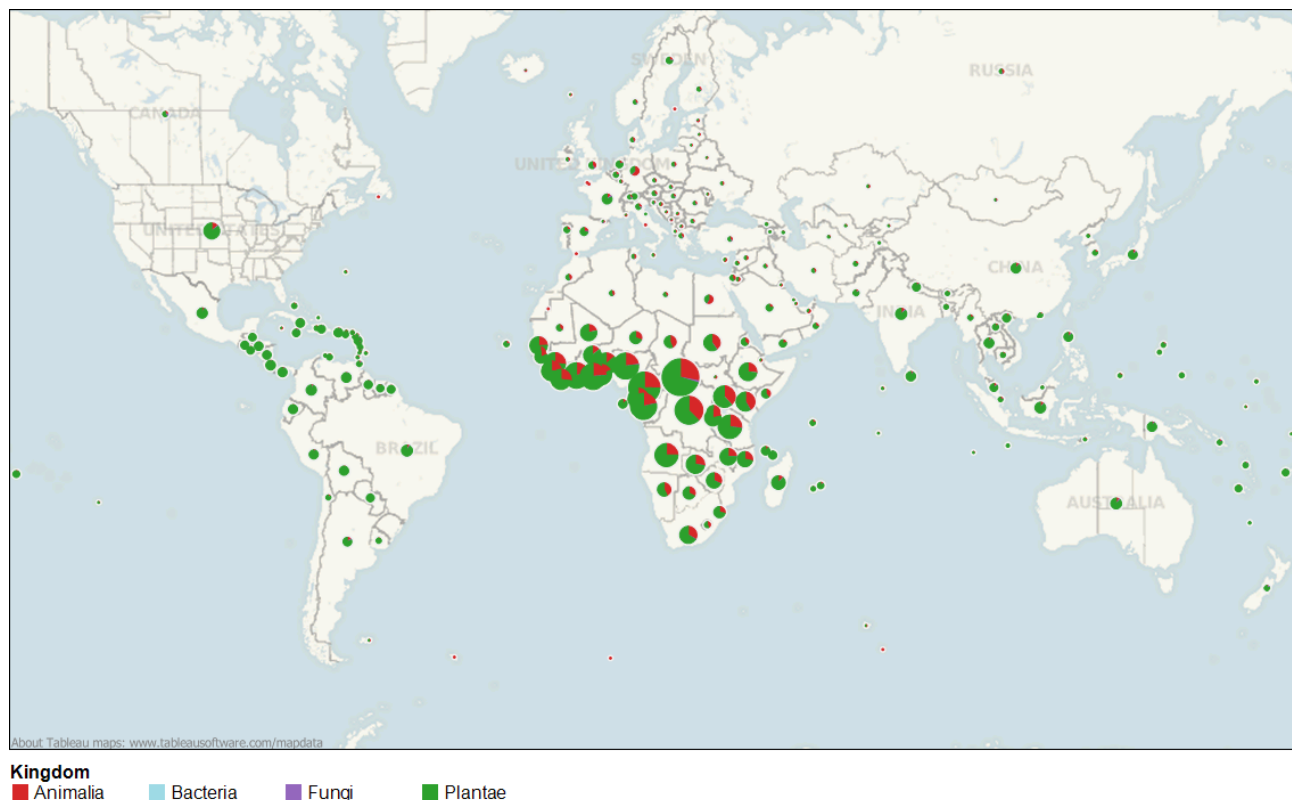 SWEDEN
RUSSIA
CANADA
UNITED KINGDOM
UNITED STATES
CHINA
INDIA
BRAZIL
AUSTRALIA
About Tableau maps: www.tableausoftware.com/mapdata
Kingdom
Animalia Bacteria Fungi Plantae